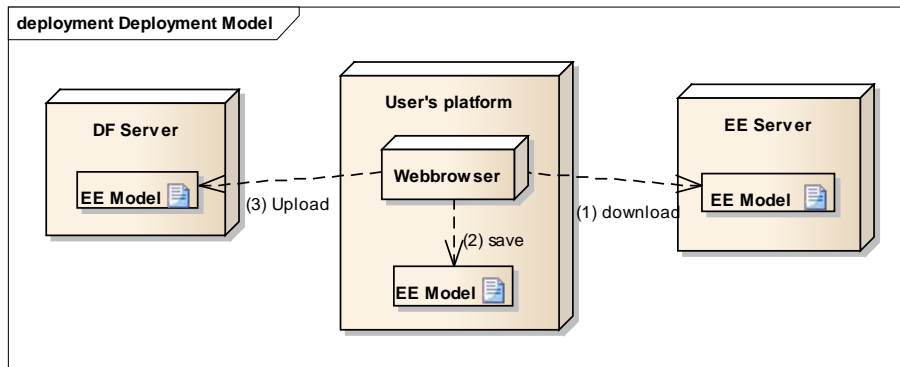 deployment Deployment Model
DF Server
EE Model
(3) Upload
User's platform
Webbrowser
(2) save
EE Model
(1) download
EE Server
EE Model